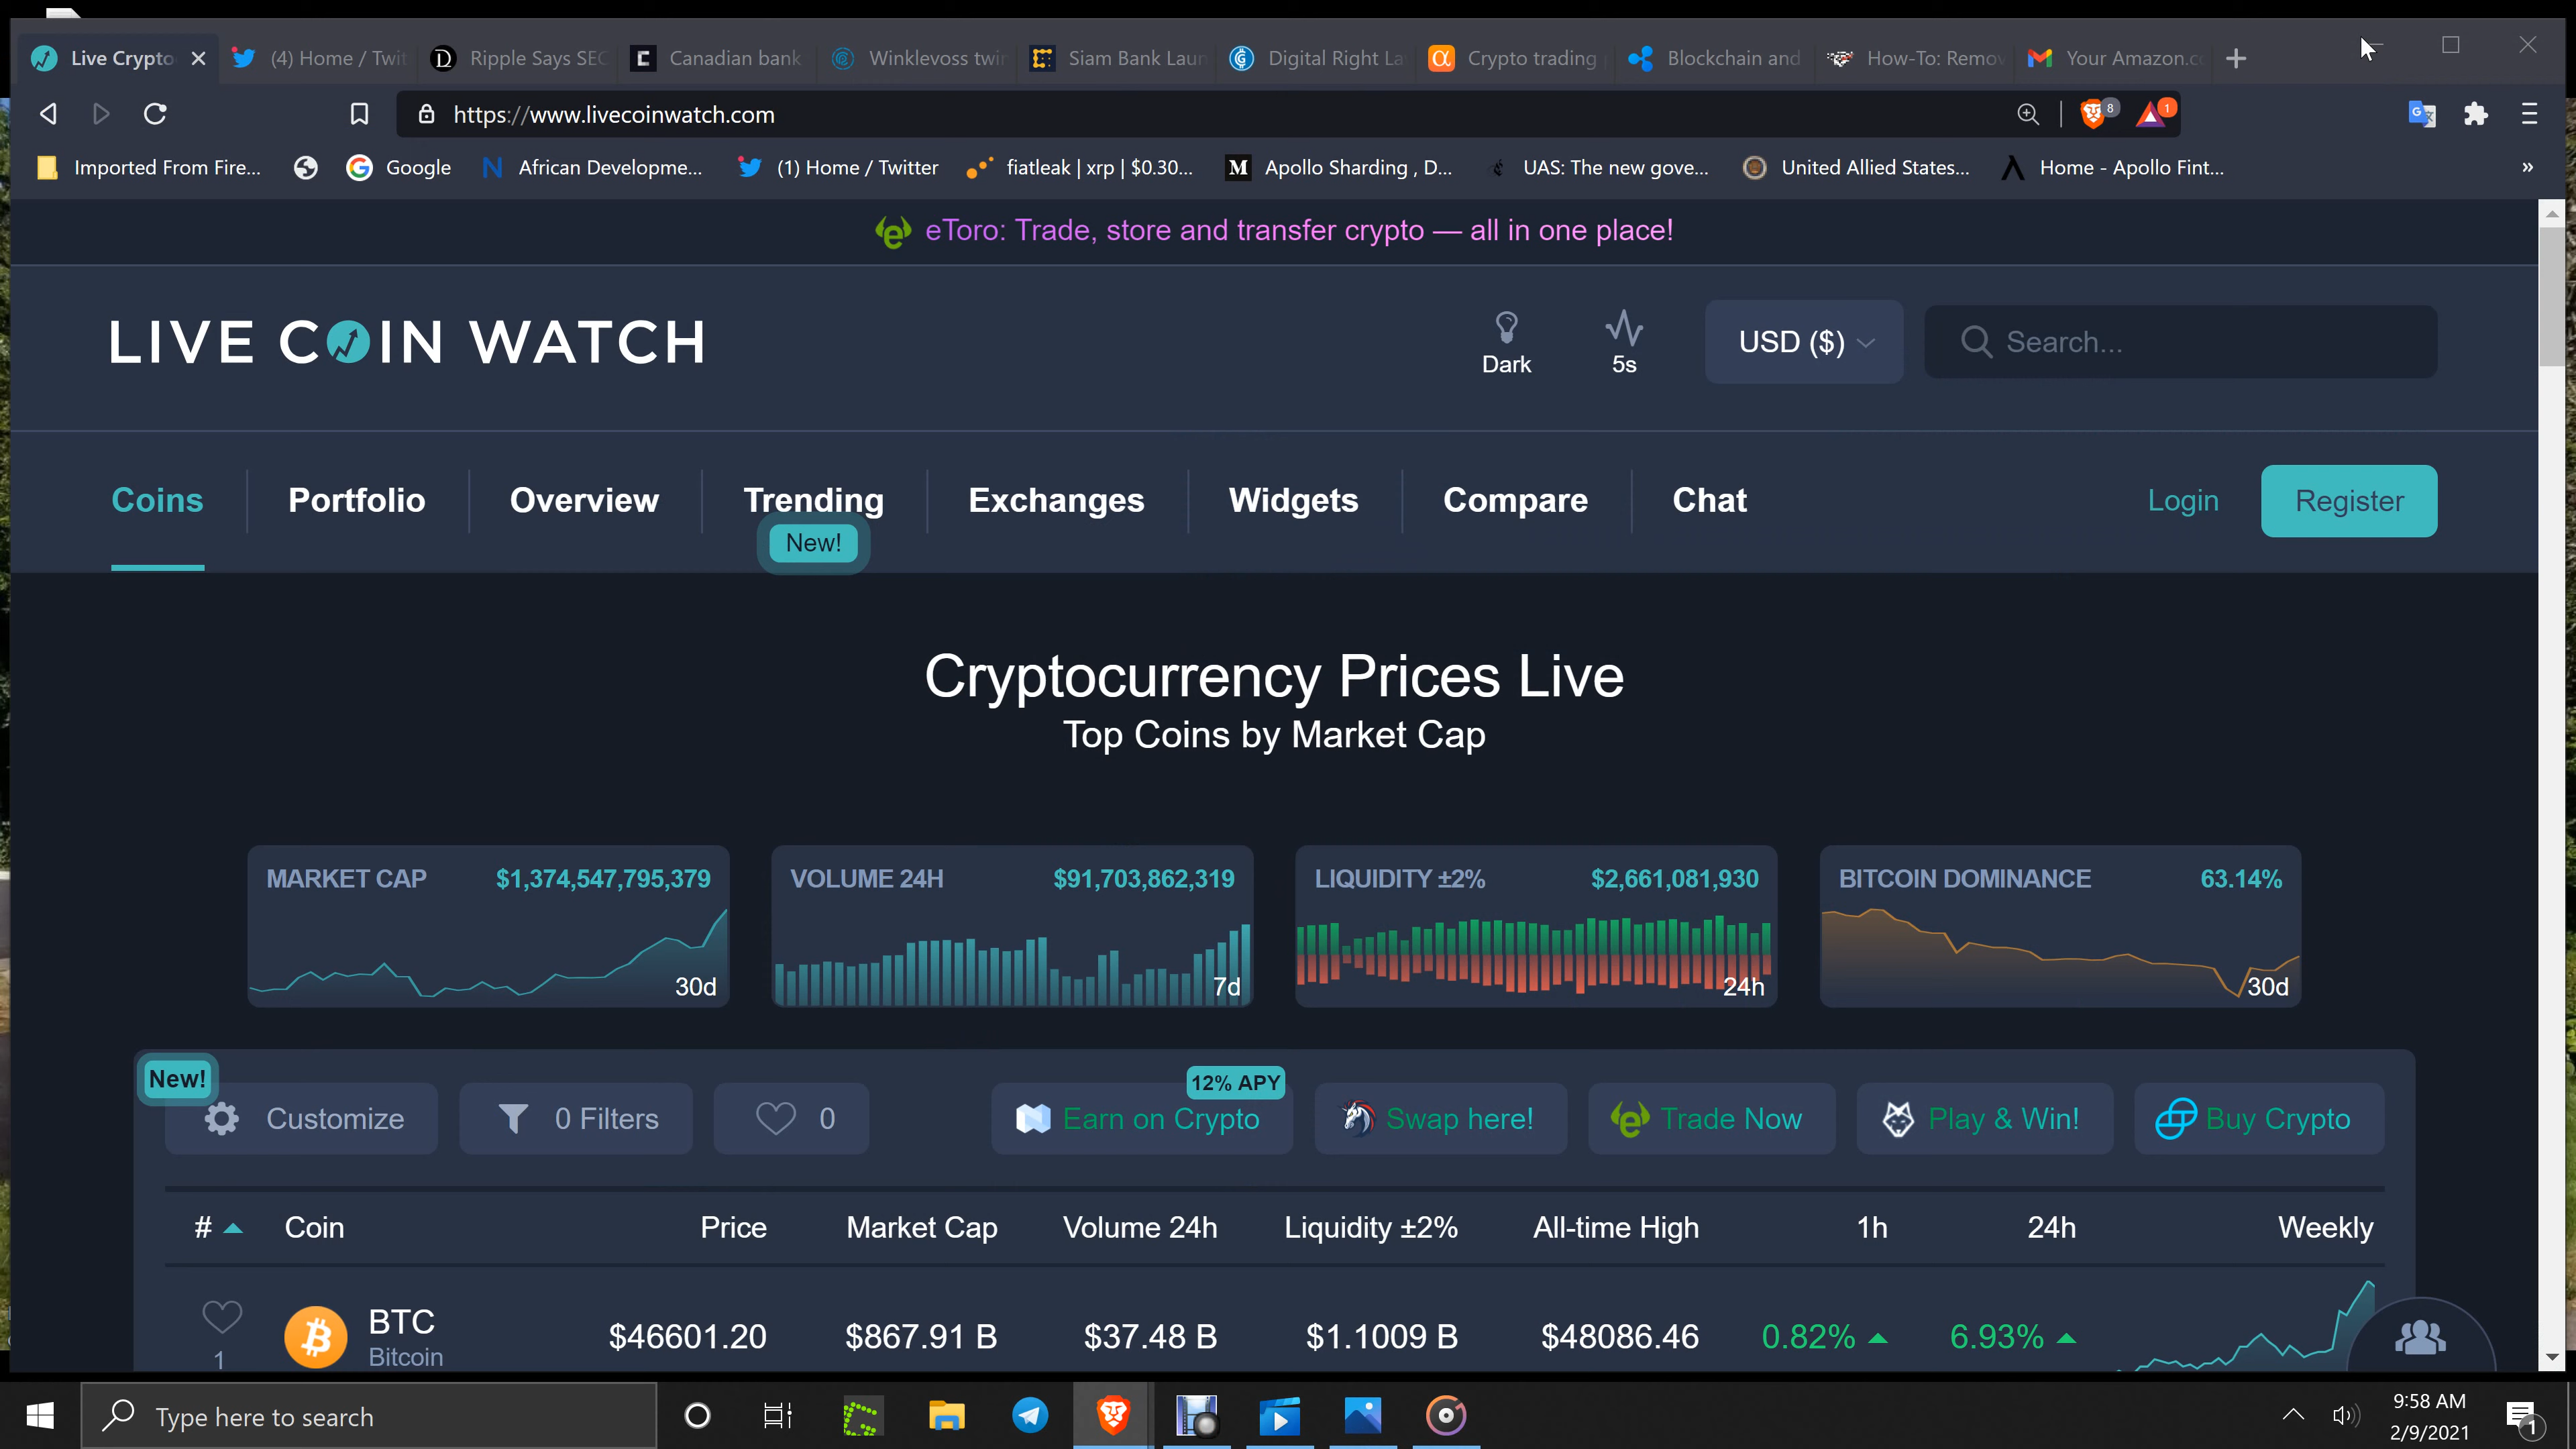 Live Crypto
(4) Home / Twit
Ripple Says SEC
Canadian bank
Winklevoss twin
Siam Bank Laun
Digital Right La
Crypto trading
Blockchain and
How-To: Remov
Your Amazon.co
https://www.livecoinwatch.com
8
1
Imported From Fire...
Google
African Developme...
(1) Home / Twitter
fiatleak | xrp | $0.30...
Apollo Sharding , D...
UAS: The new gove...
United Allied States...
Home - Apollo Fint...
»
eToro: Trade, store and transfer crypto — all in one place!
LIVE COIN WATCH
Dark
5s
USD ($)
Search...
Coins
Portfolio
Overview
Trending
Exchanges
Widgets
Compare
Chat
Login
Register
New!
Cryptocurrency Prices Live
Top Coins by Market Cap
MARKET CAP $1,374,547,795,379
30d
VOLUME 24H $91,703,862,319
7d
LIQUIDITY ±2% $2,661,081,930
24h
BITCOIN DOMINANCE 63.14%
30d
New!
Customize
0 Filters
0
12% APY
Earn on Crypto
Swap here!
Trade Now
Play & Win!
Buy Crypto
# Coin Price Market Cap Volume 24h Liquidity ±2% All-time High 1h 24h Weekly
1
BTC
Bitcoin
$46601.20 $867.91 B $37.48 B $1.1009 B $48086.46 0.82% 6.93%
Type here to search
9:58 AM
2/9/2021
1